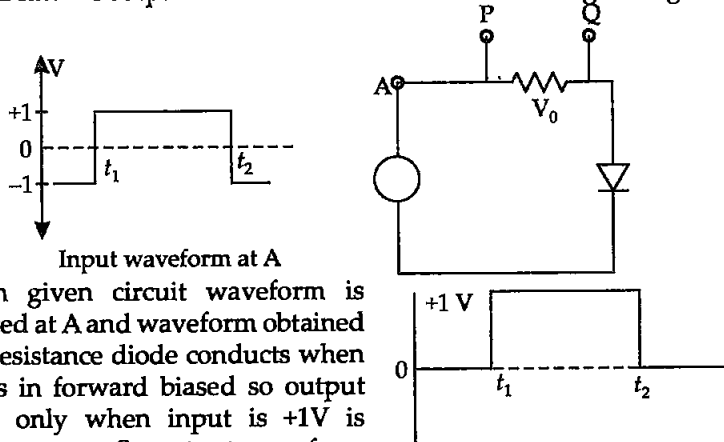 P
Q
V
A
V₀
+1
0
t₁
t₂
–1
Input waveform at A
given circuit waveform is
ed at A and waveform obtained
esistance diode conducts when
s in forward biased so output
only when input is +1V is
+1 V
0
t₁
t₂